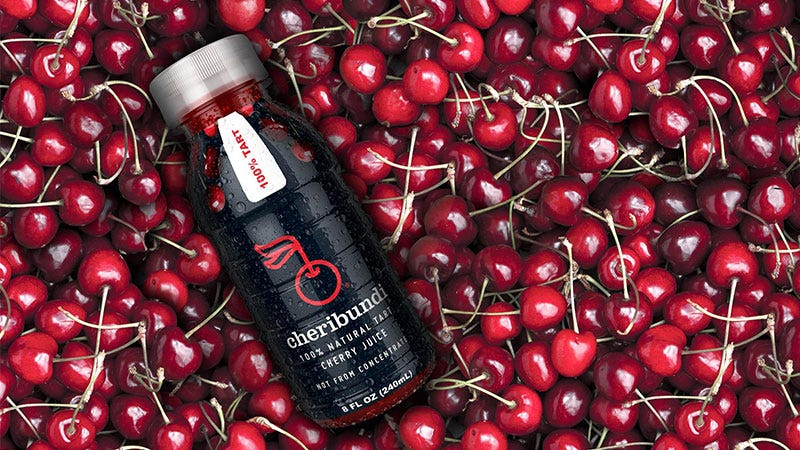 100% TART
cheribundi
100% NATURAL TART
CHERRY JUICE
NOT FROM CONCENTRATE
8 FL OZ (240mL)